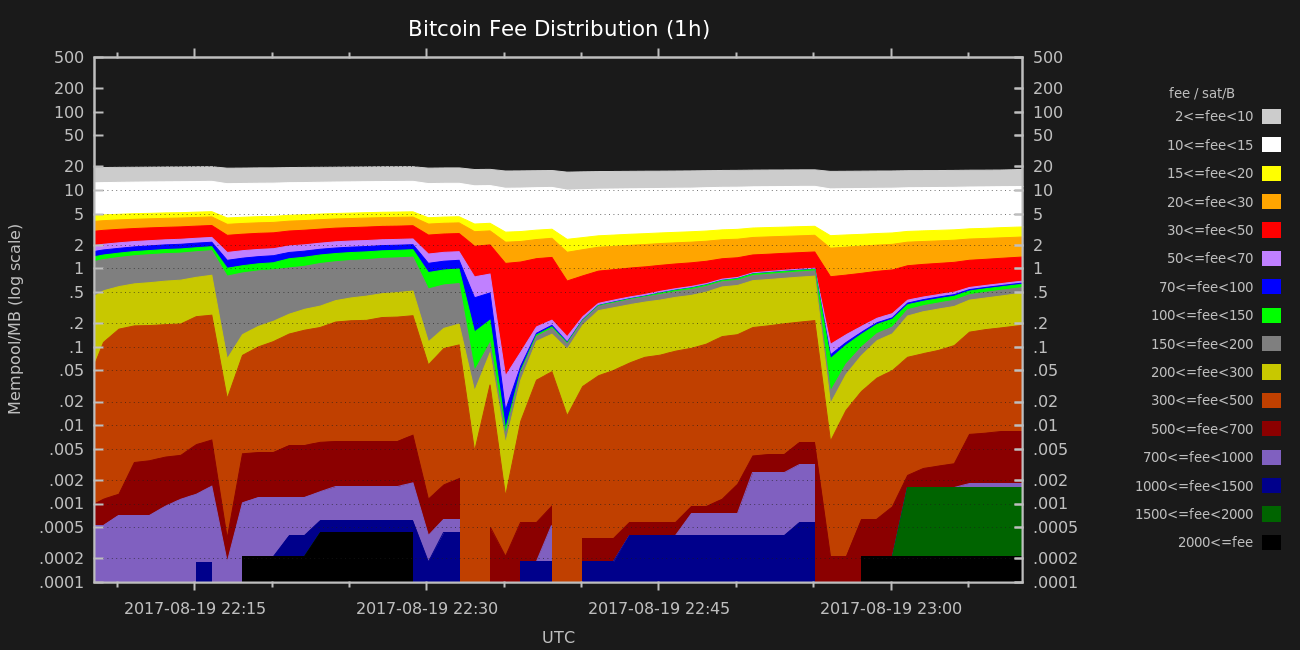 Bitcoin Fee Distribution (1h)
500 500
200 200
100 100
50 50
20 20
10 10
5 5
2 2
1 1
.5 .5
.2 .2
.1 .1
.05 .05
.02 .02
.01 .01
.005 .005
.002 .002
.001 .001
.0005 .0005
.0002 .0002
.0001 .0001
Mempool/MB (log scale)
2017-08-19 22:15 2017-08-19 22:30 2017-08-19 22:45 2017-08-19 23:00
UTC
fee / sat/B
2<=fee<10
10<=fee<15
15<=fee<20
20<=fee<30
30<=fee<50
50<=fee<70
70<=fee<100
100<=fee<150
150<=fee<200
200<=fee<300
300<=fee<500
500<=fee<700
700<=fee<1000
1000<=fee<1500
1500<=fee<2000
2000<=fee